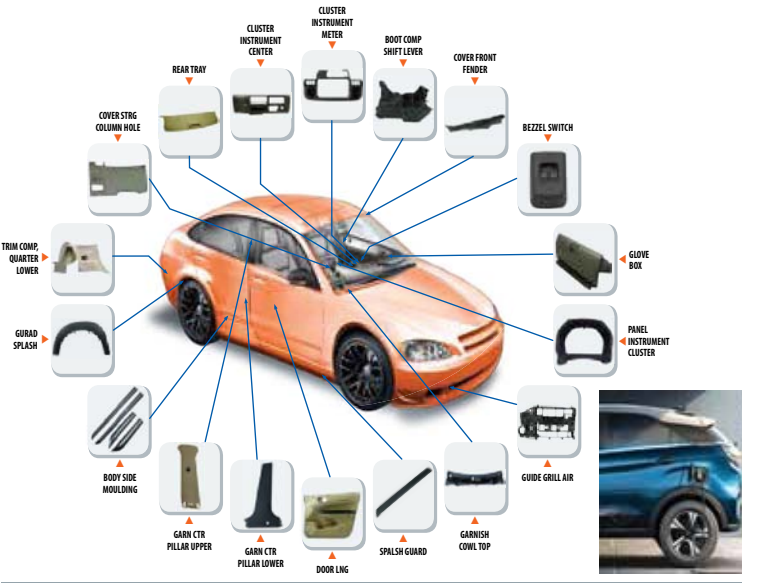 CLUSTER
INSTRUMENT
METER
CLUSTER
INSTRUMENT
CENTER
BOOT COMP
SHIFT LEVER
COVER FRONT
FENDER
REAR TRAY
COVER STRG
COLUMN HOLE
BEZZEL SWITCH
TRIM COMP,
QUARTER
LOWER
GLOVE
BOX
GURAD
SPLASH
PANEL
INSTRUMENT
CLUSTER
BODY SIDE
MOULDING
GUIDE GRILL AIR
GARN CTR
PILLAR UPPER
GARN CTR
PILLAR LOWER
DOOR LNG
SPALSH GUARD
GARNISH
COWL TOP